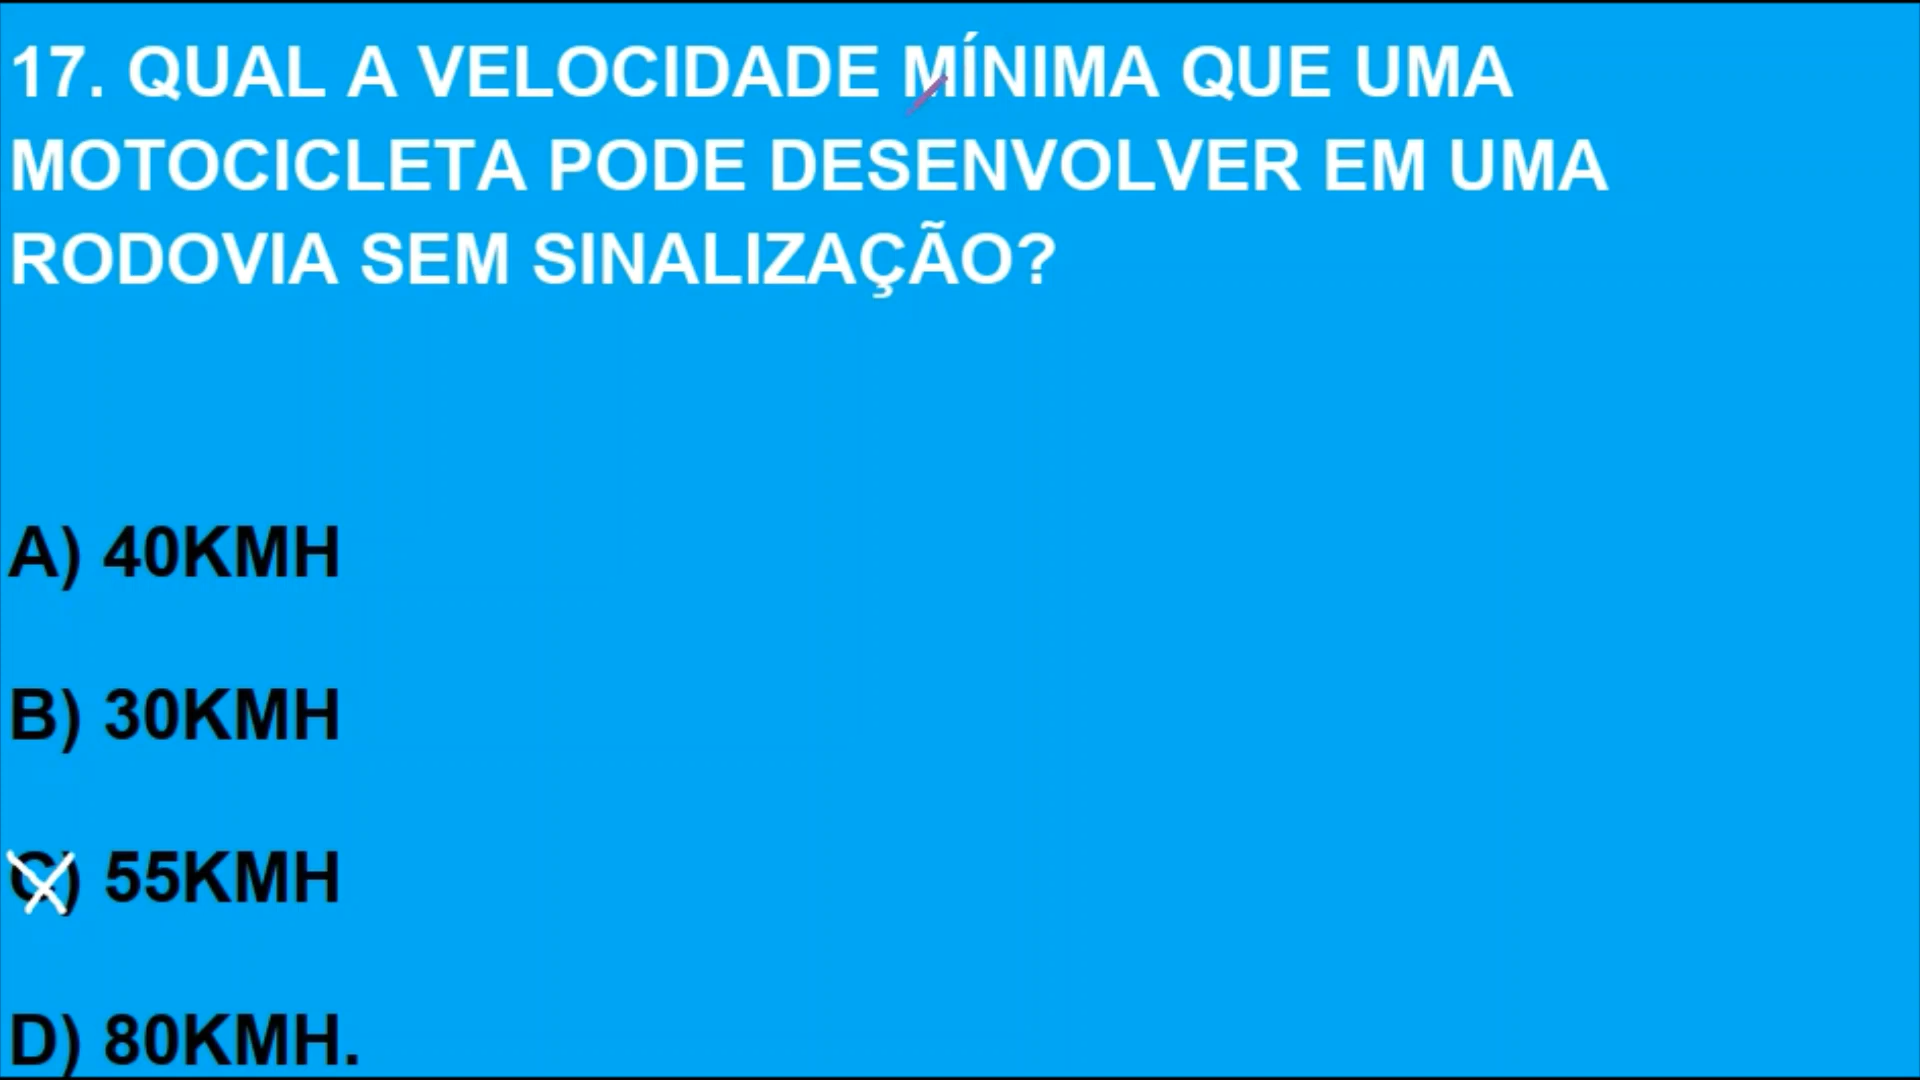 17. QUAL A VELOCIDADE MÍNIMA QUE UMA
MOTOCICLETA PODE DESENVOLVER EM UMA
RODOVIA SEM SINALIZAÇÃO?
A) 40KMH
B) 30KMH
C) 55KMH
D) 80KMH.